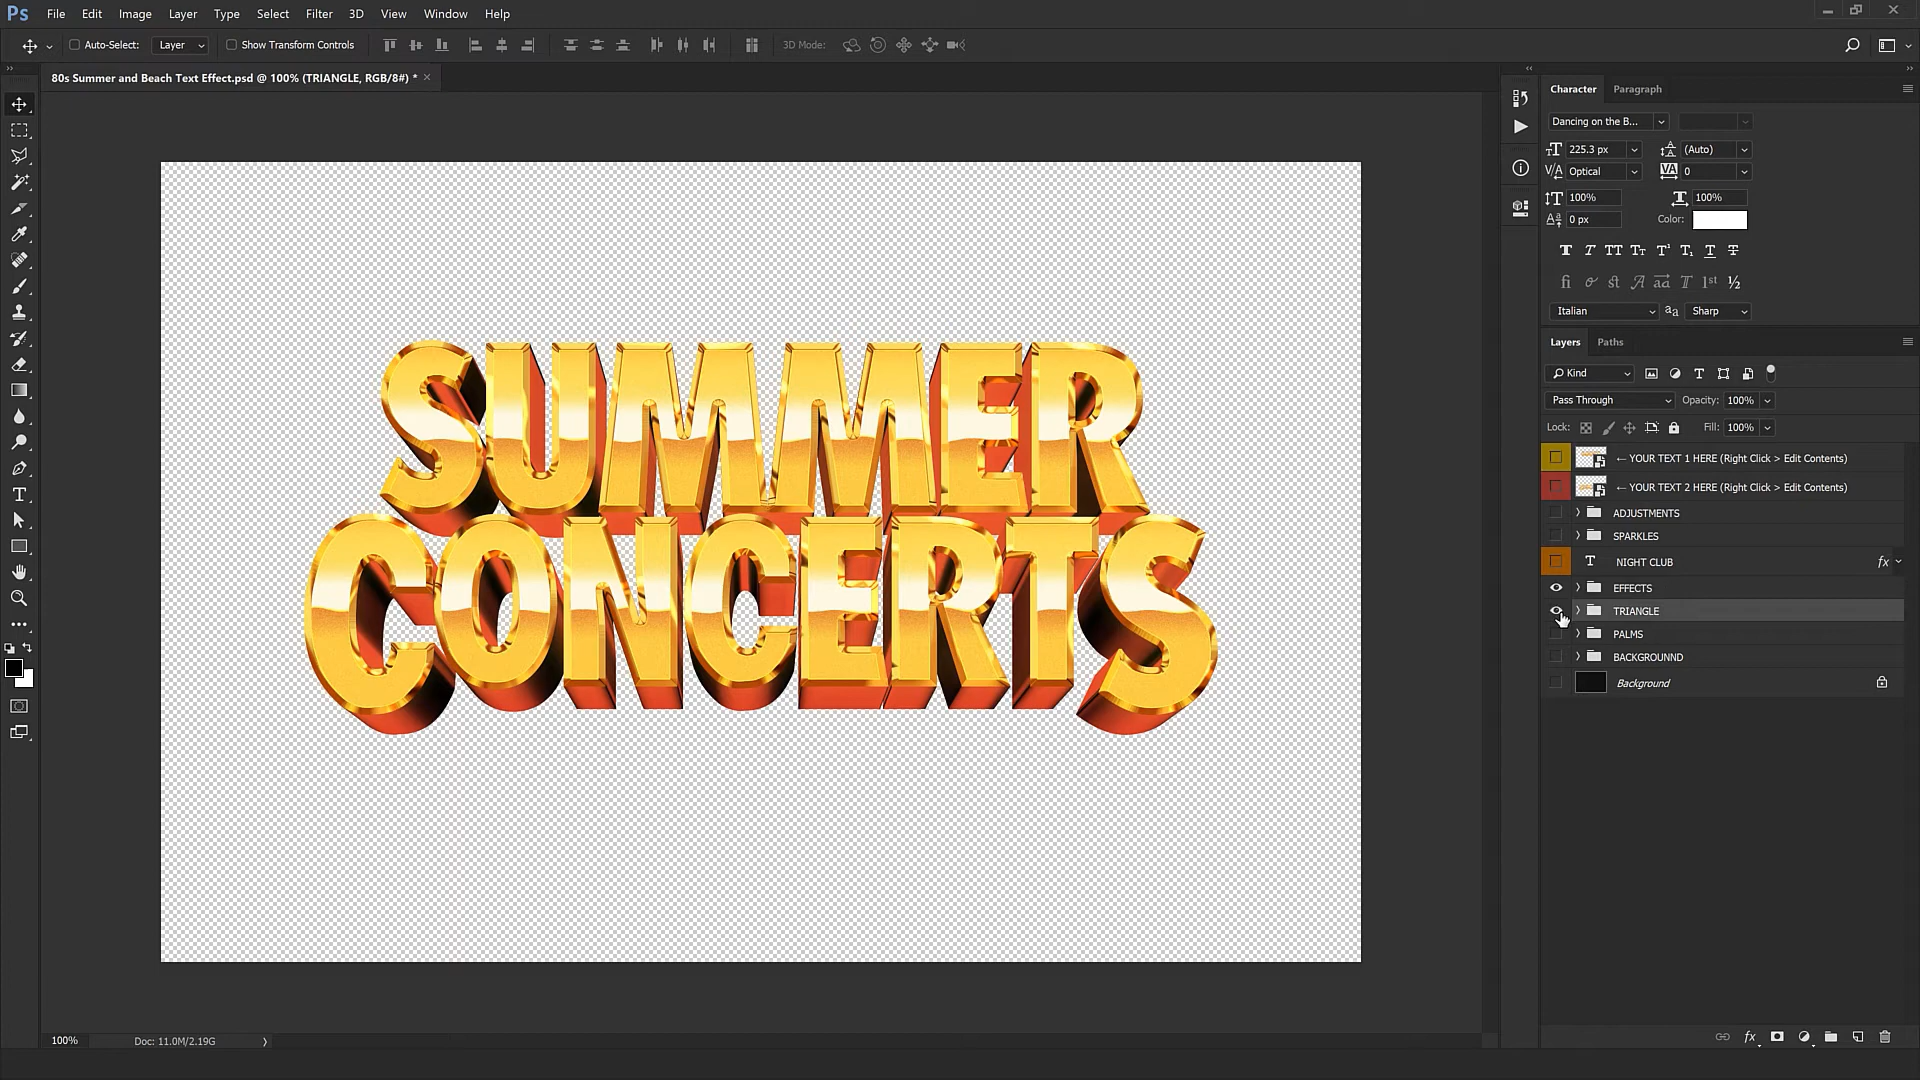 Ps File Edit Image Layer Type Select Filter 3D View Window Help
Auto-Select: Layer Show Transform Controls 3D Mode:
80s Summer and Beach Text Effect.psd @ 100% (TRIANGLE, RGB/8#) *
Character Paragraph
Dancing on the B...
225.3 px (Auto)
Optical 0
100% 100%
0 px Color:
Italian Sharp
Layers Paths
Kind
Pass Through Opacity: 100%
Lock: Fill: 100%
←YOUR TEXT 1 HERE (Right Click > Edit Contents)
←YOUR TEXT 2 HERE (Right Click > Edit Contents)
ADJUSTMENTS
SPARKLES
NIGHT CLUB fx
EFFECTS
TRIANGLE
PALMS
BACKGROUNND
Background
SUMMER
CONCERTS
100% Doc: 11.0M/2.19G
fx